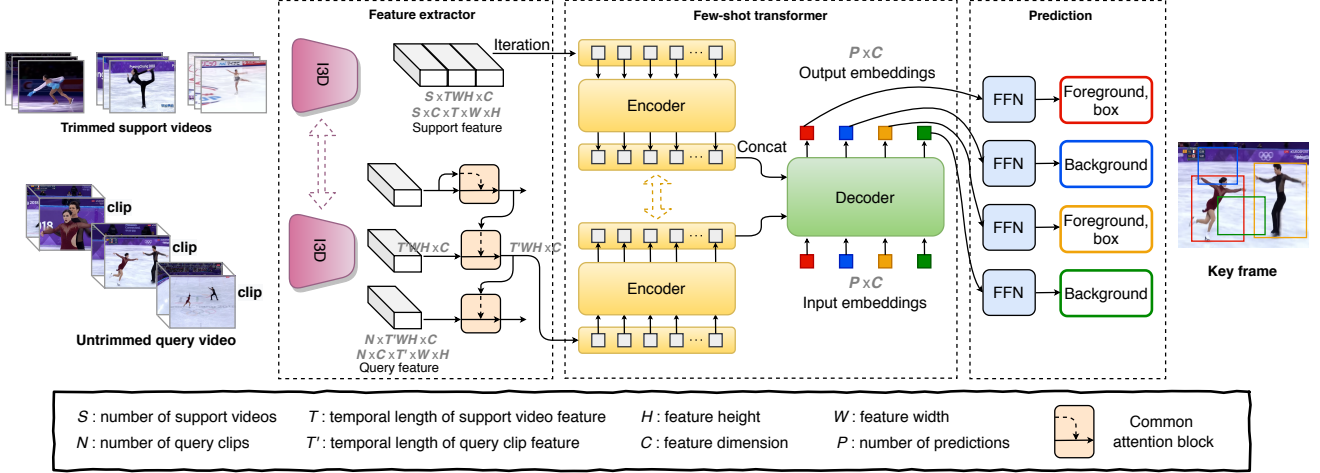 Feature extractor
Few-shot transformer
Prediction
Trimmed support videos
clip
clip
clip
Untrimmed query video
I3D
I3D
Iteration
S x TWH x C
S x C x T x W x H
Support feature
T'WH x C
T'WH x C
N x T'WH x C
N x C x T' x W x H
Query feature
Encoder
Encoder
Concat
P x C
Output embeddings
Decoder
P x C
Input embeddings
FFN
Foreground,
box
FFN
Background
FFN
Foreground,
box
FFN
Background
Key frame
S : number of support videos
T : temporal length of support video feature
H : feature height
W : feature width
N : number of query clips
T' : temporal length of query clip feature
C : feature dimension
P : number of predictions
Common
attention block